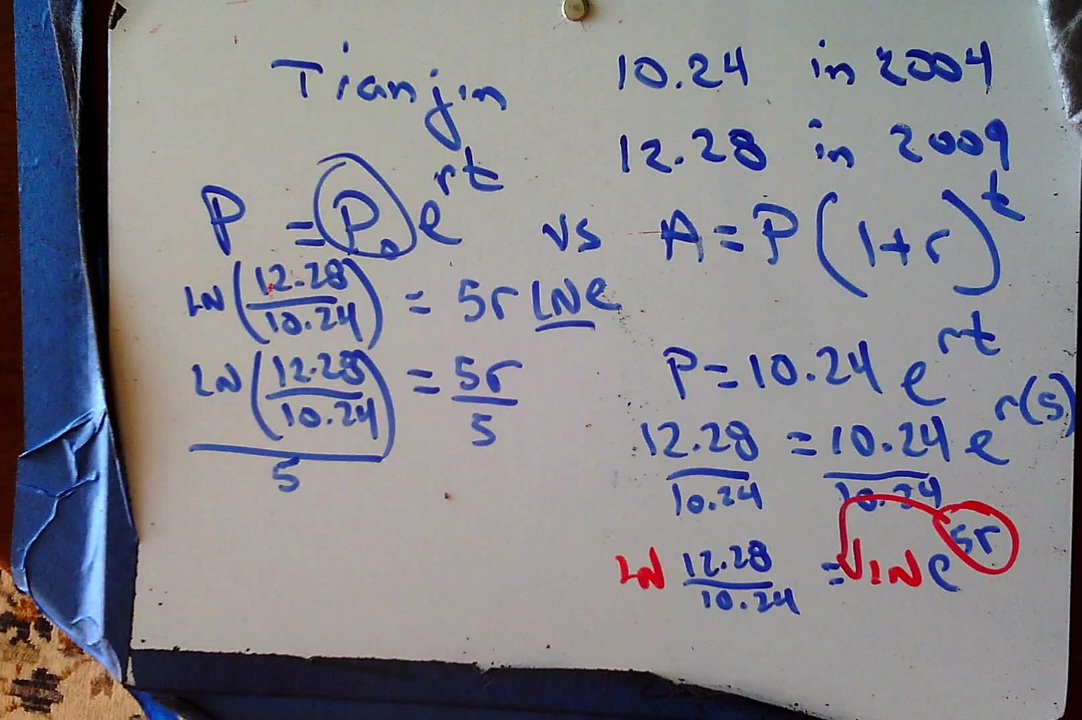 Tianjin 10.24 in 2004
12.28 in 2009
P = P₀e^rt vs A = P(1+r)^t
LN(12.28/10.24) = 5r LNe
LN(12.28/10.24)/5 = 5r/5
P = 10.24 e^rt
12.28/10.24 = 10.24/10.24 e^r(5)
LN 12.28/10.24 = LN e^5r